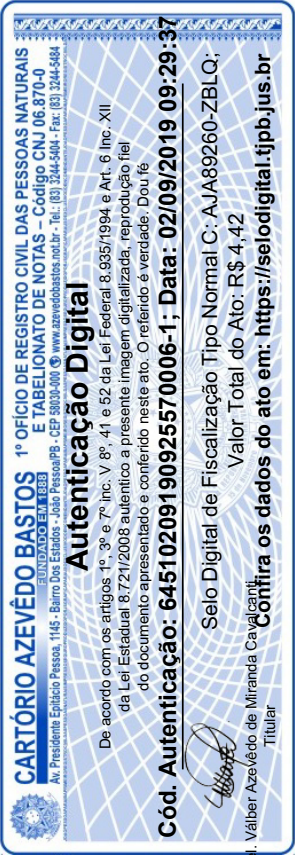 CARTÓRIO AZEVÊDO BASTOS
FUNDADO EM 1888
1º OFÍCIO DE REGISTRO CIVIL DAS PESSOAS NATURAIS
E TABELIONATO DE NOTAS – Código CNJ 06.870-0
Av. Presidente Epitácio Pessoa, 1145 - Bairro Dos Estados - João Pessoa/PB - CEP 58030-001 www.azevedobastos.not.br - Tel.: (83) 3244-5404 - Fax: (83) 3244-5484
Autenticação Digital
De acordo com os artigos 1º, 3º e 7º inc. V 8º, 41 e 52 da Lei Federal 8.935/1994 e Art. 6 Inc. XII
da Lei Estadual 8.721/2008 autentico a presente imagem digitalizada, reprodução fiel
do documento apresentado e conferido neste ato. O referido é verdade. Dou fé
Cód. Autenticação: 64510209190925570006-1; Data: 02/09/2019 09:29:37
Selo Digital de Fiscalização Tipo Normal C: AJA89260-ZBLQ;
Valor Total do Ato: R$ 4,42
l. Válber Azevêdo de Miranda Cavalcanti
Titular
Confira os dados do ato em: https://selodigital.tjpb.jus.br